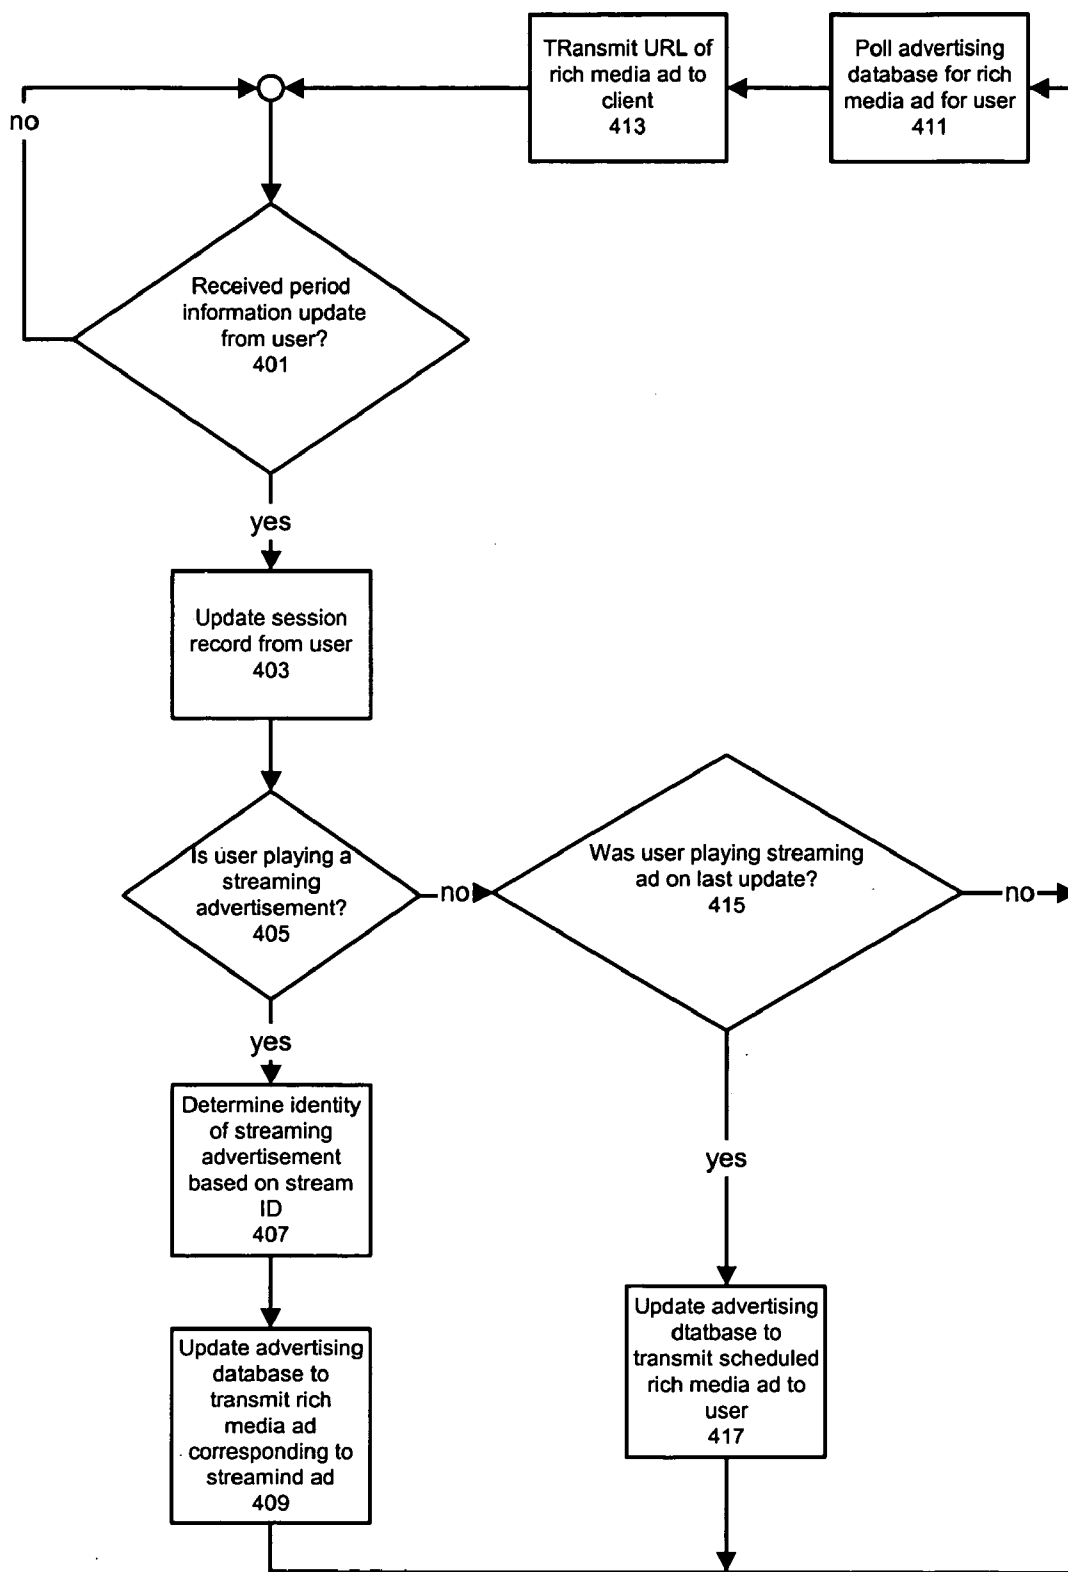 TRansmit URL of
rich media ad to
client
413
Poll advertising
database for rich
media ad for user
411
no
Received period
information update
from user?
401
yes
Update session
record from user
403
Is user playing a
streaming
advertisement?
405
no
Was user playing streaming
ad on last update?
415
no
yes
Determine identity
of streaming
advertisement
based on stream
ID
407
yes
Update advertising
database to
transmit rich
media ad
corresponding to
streamind ad
409
Update advertising
dtatbase to
transmit scheduled
rich media ad to
user
417